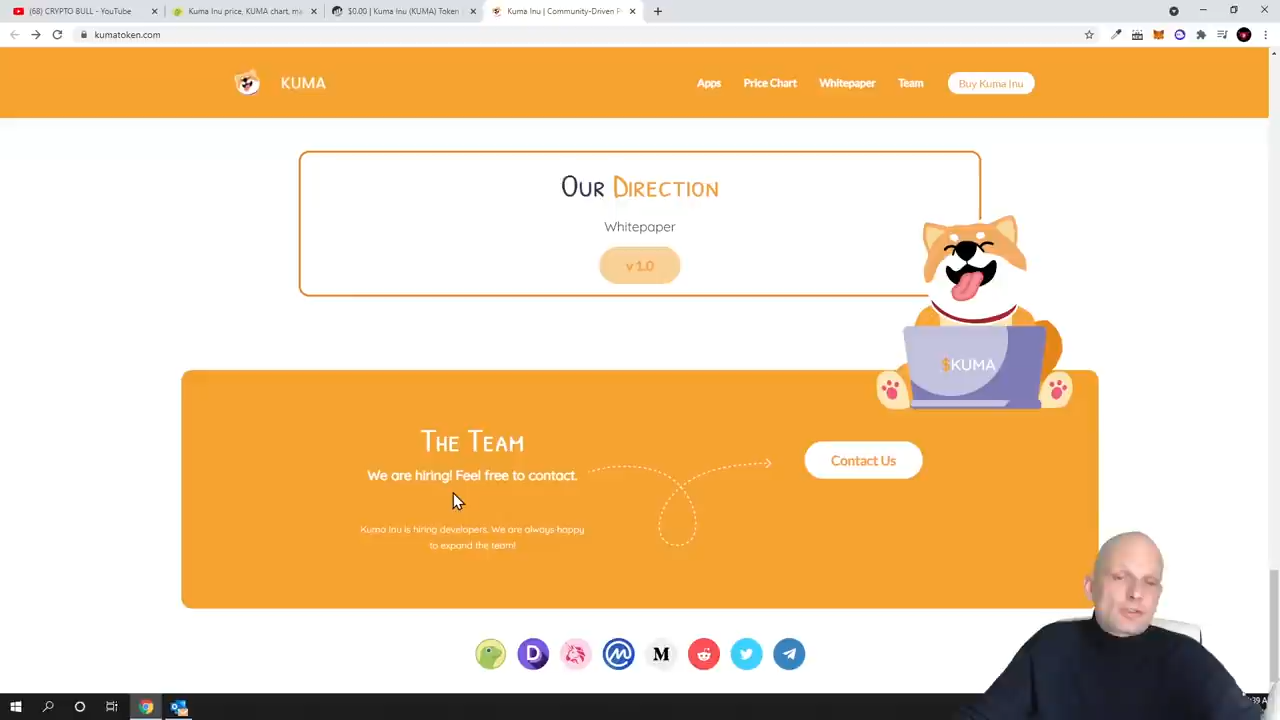 (68) CRYPTO BULL - YouTube
Kuma Inu price, KUMA chart, ma
$0.00 | Kuma Inu (KUMA) Token
Kuma Inu | Community-Driven P
kumatoken.com
KUMA
Apps
Price Chart
Whitepaper
Team
Buy Kuma Inu
Our Direction
Whitepaper
v 1.0
$KUMA
The Team
We are hiring! Feel free to contact.
Contact Us
Kuma Inu is hiring developers. We are always happy
to expand the team!